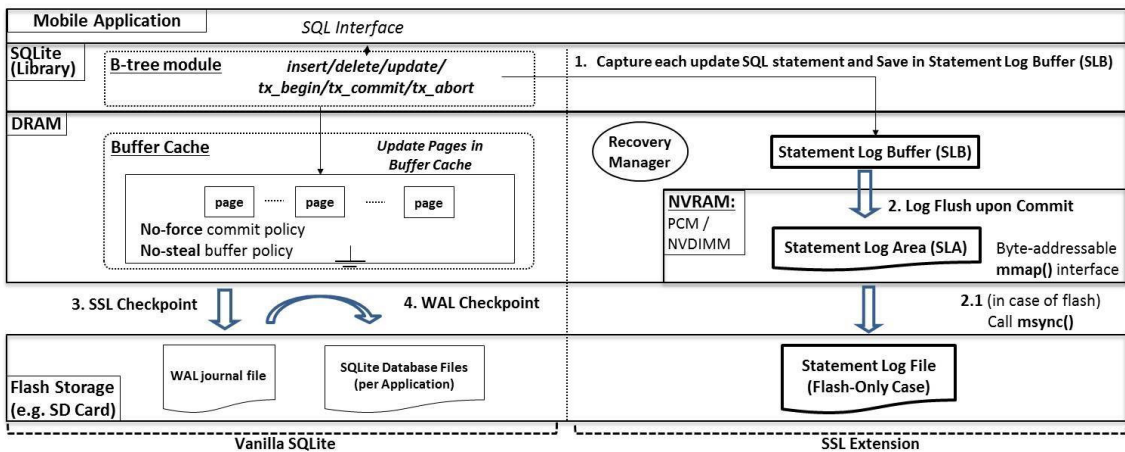 Mobile Application
SQL Interface
SQLite
(Library)
B-tree module
insert/delete/update/
tx_begin/tx_commit/tx_abort
1. Capture each update SQL statement and Save in Statement Log Buffer (SLB)
DRAM
Buffer Cache
Update Pages in
Buffer Cache
page ...... page ...... page
No-force commit policy
No-steal buffer policy
Recovery
Manager
Statement Log Buffer (SLB)
NVRAM:
PCM /
NVDIMM
2. Log Flush upon Commit
Statement Log Area (SLA)
Byte-addressable
mmap() interface
3. SSL Checkpoint
4. WAL Checkpoint
2.1 (in case of flash)
Call msync()
Flash Storage
(e.g. SD Card)
WAL journal file
SQLite Database Files
(per Application)
Statement Log File
(Flash-Only Case)
Vanilla SQLite
SSL Extension